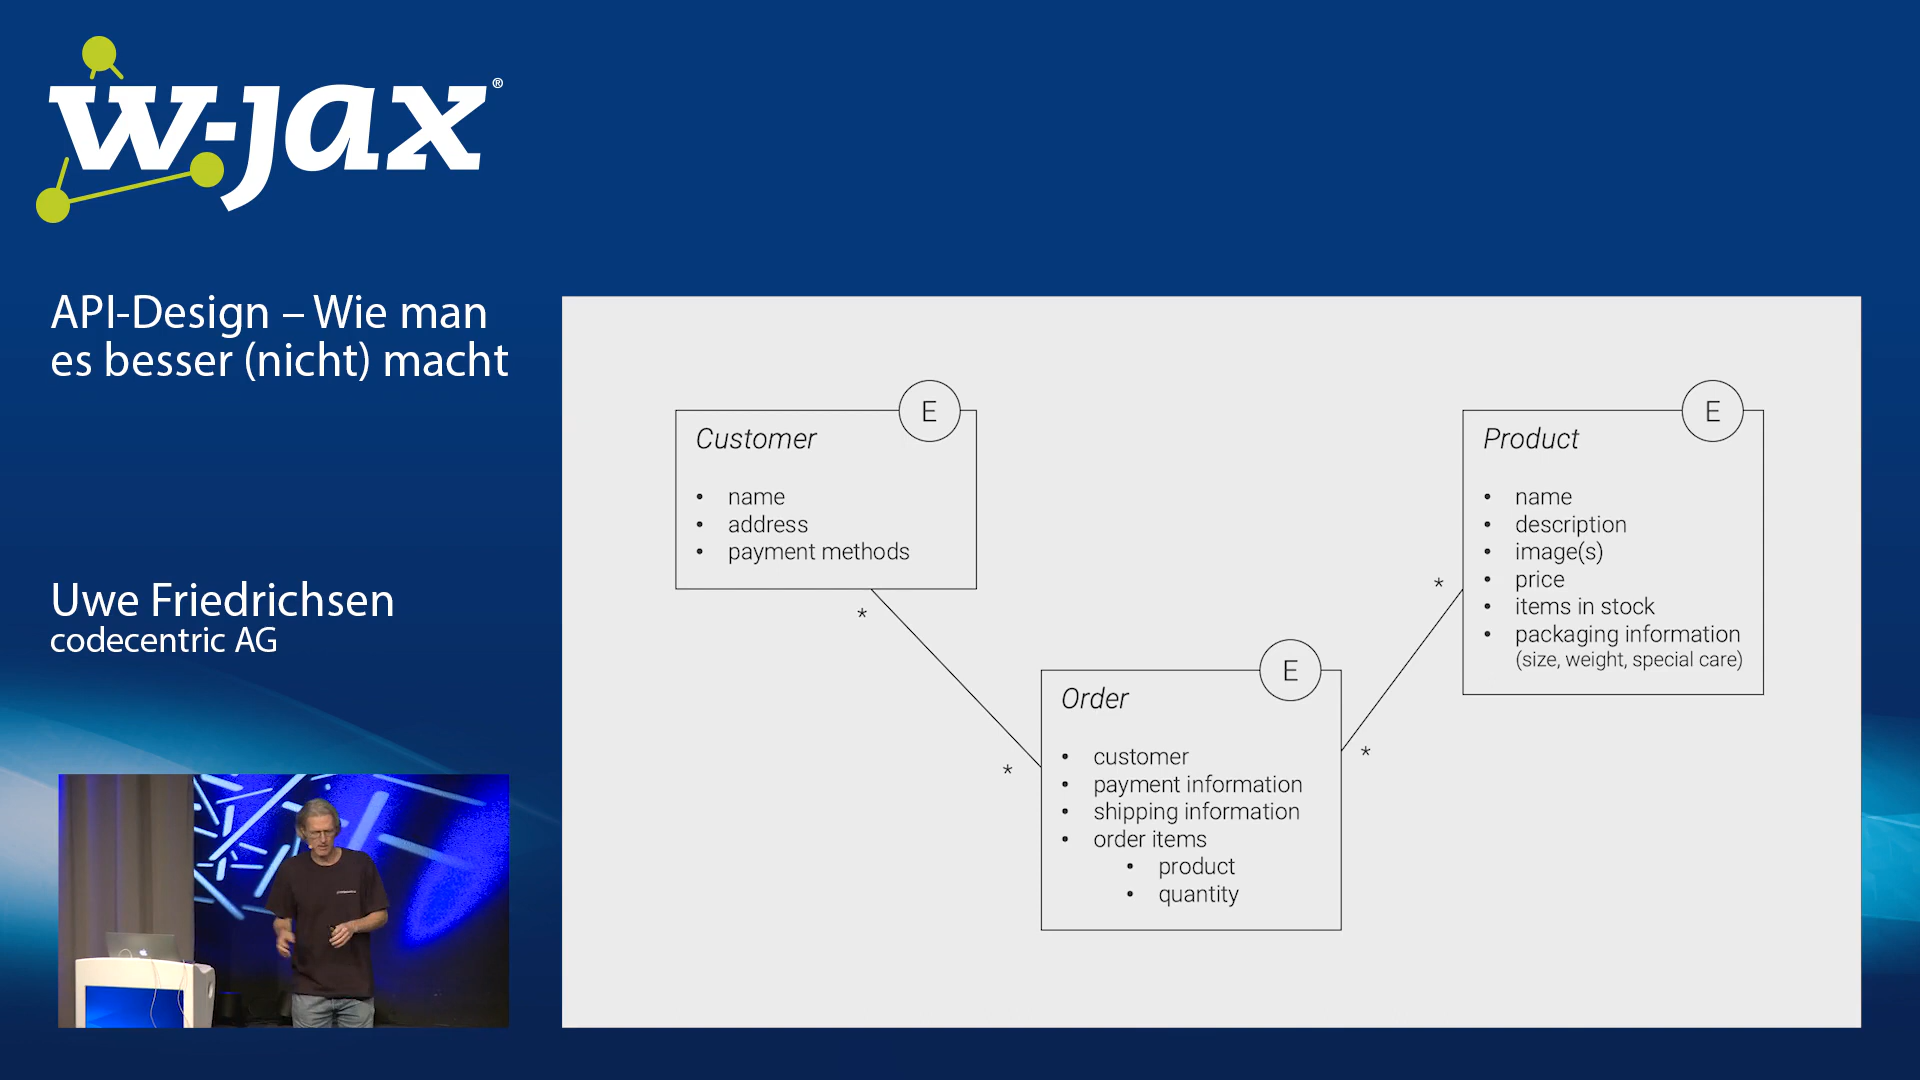 w-jax®
API-Design – Wie man
es besser (nicht) macht
Uwe Friedrichsen
codecentric AG
E
Customer
• name
• address
• payment methods
*
*
E
Order
• customer
• payment information
• shipping information
• order items
• product
• quantity
*
*
E
Product
• name
• description
• image(s)
• price
• items in stock
• packaging information
(size, weight, special care)